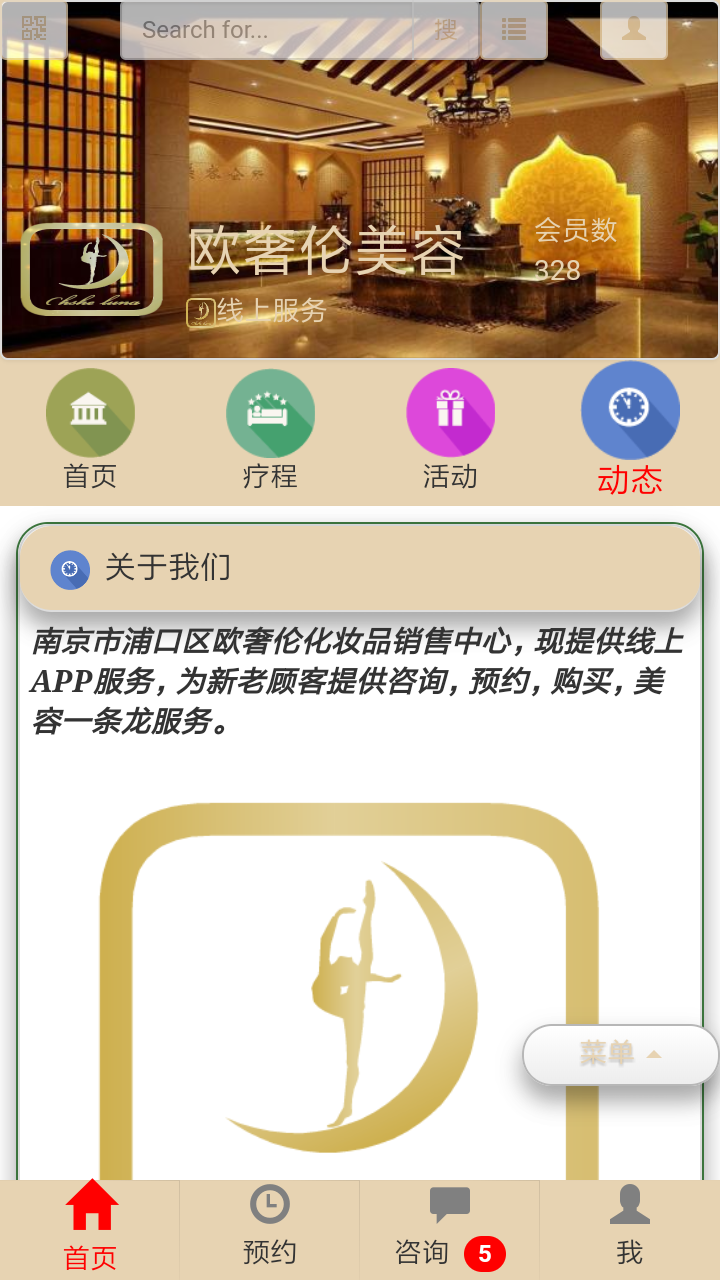 Search for...
搜
欧奢伦美容
会员数
328
Ohshe luna
线上服务
首页
疗程
活动
动态
关于我们
南京市浦口区欧奢伦化妆品销售中心，现提供线上
APP服务，为新老顾客提供咨询，预约，购买，美
容一条龙服务。
菜单
首页
预约
咨询 5
我